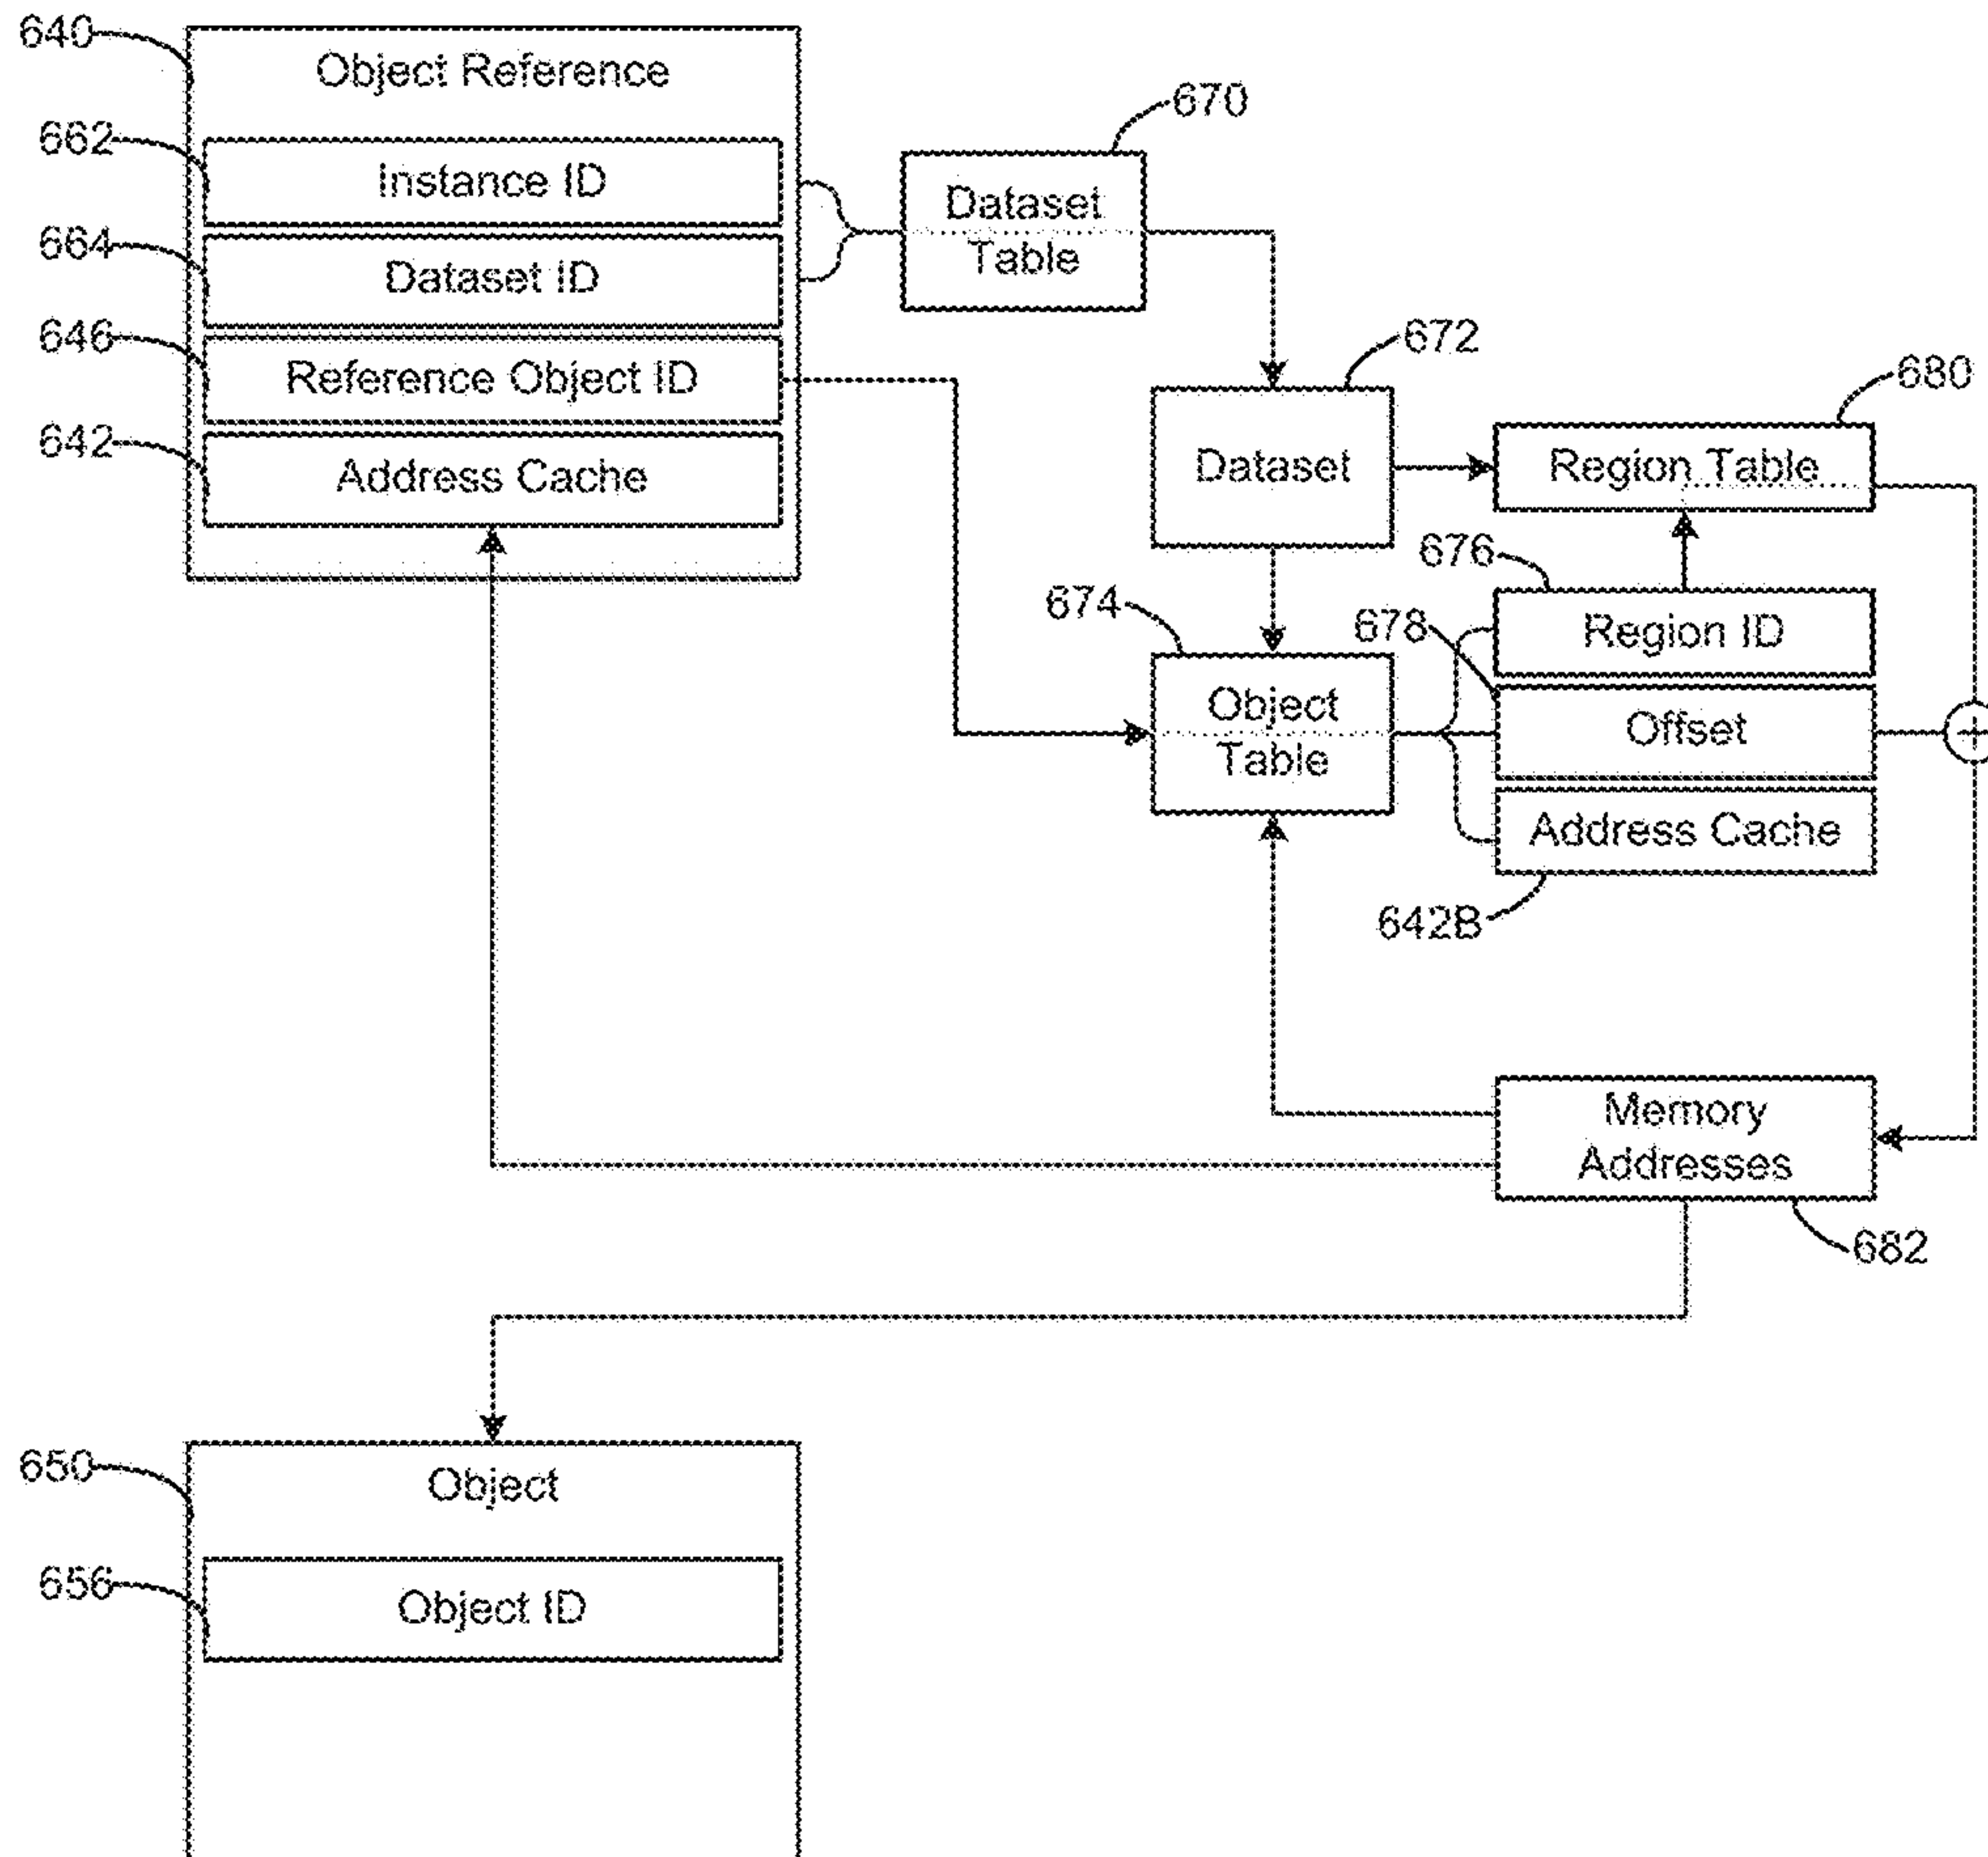 640
Object Reference
670
662
Instance ID
Dataset
Table
664
Dataset ID
646
Reference Object ID
672
680
642
Address Cache
Dataset
Region Table
676
674
678
Region ID
Object
Table
Offset
+
Address Cache
642B
Memory
Addresses
682
650
Object
656
Object ID